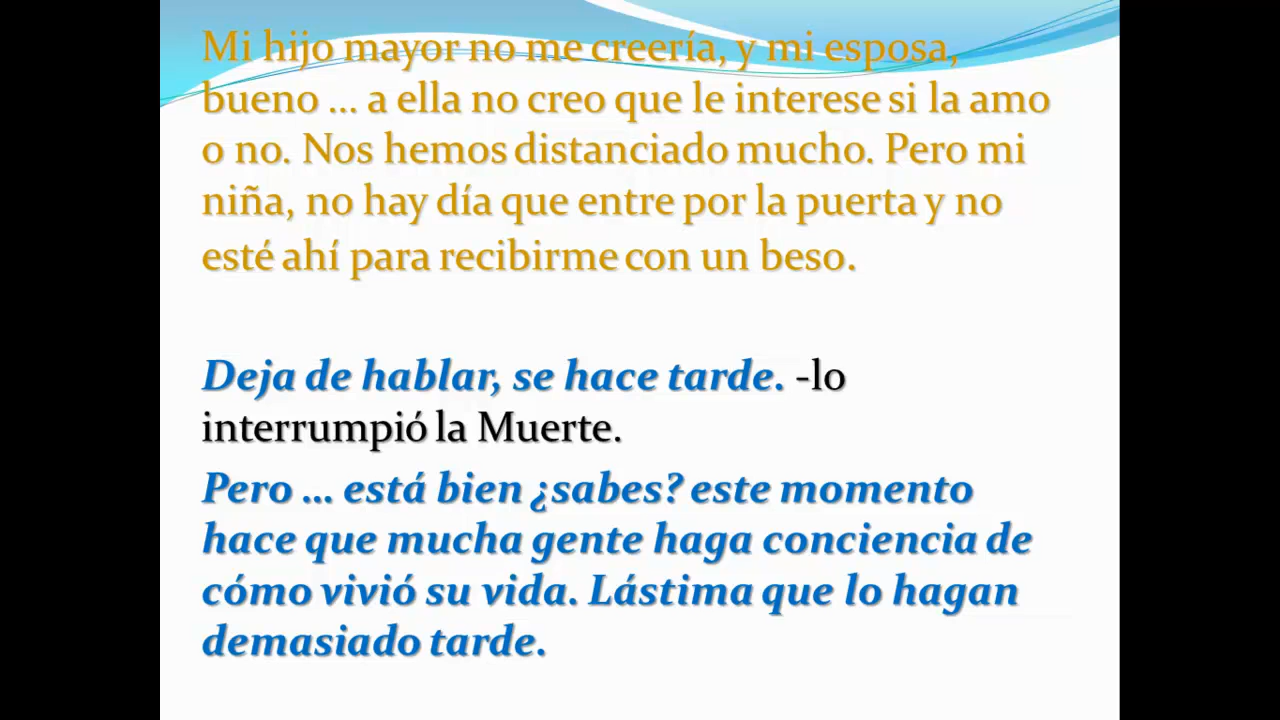 Mi hijo mayor no me creería, y mi esposa,
bueno ... a ella no creo que le interese si la amo
o no. Nos hemos distanciado mucho. Pero mi
niña, no hay día que entre por la puerta y no
esté ahí para recibirme con un beso.
Deja de hablar, se hace tarde. -lo
interrumpió la Muerte.
Pero ... está bien ¿sabes? este momento
hace que mucha gente haga conciencia de
cómo vivió su vida. Lástima que lo hagan
demasiado tarde.